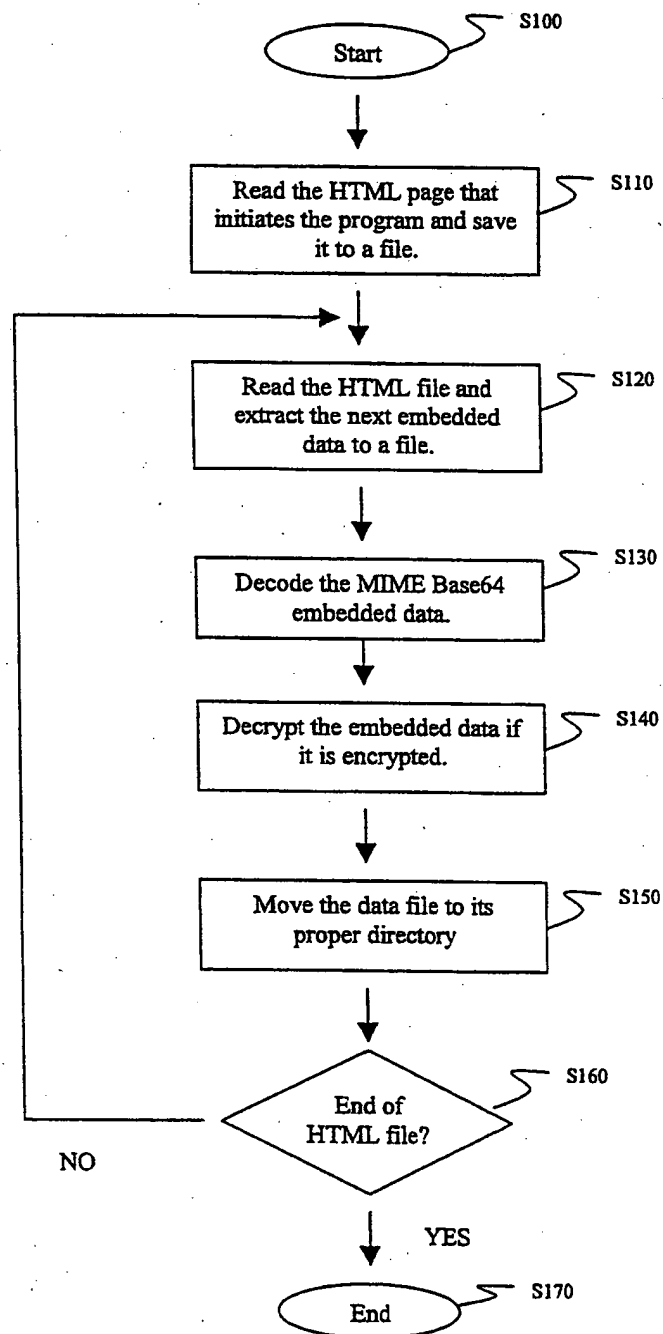 S100
Start
S110
Read the HTML page that
initiates the program and save
it to a file.
S120
Read the HTML file and
extract the next embedded
data to a file.
S130
Decode the MIME Base64
embedded data.
S140
Decrypt the embedded data if
it is encrypted.
S150
Move the data file to its
proper directory
S160
End of
HTML file?
NO
YES
S170
End